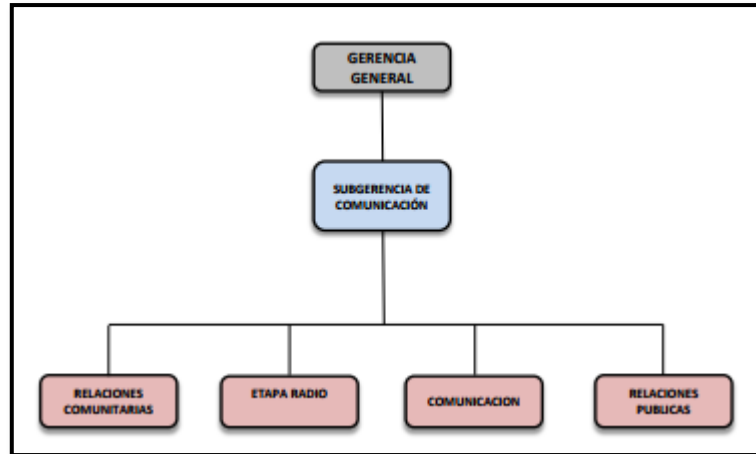 GERENCIA
GENERAL
SUBGERENCIA DE
COMUNICACIÓN
RELACIONES
COMUNITARIAS
ETAPA RADIO
COMUNICACION
RELACIONES
PUBLICAS